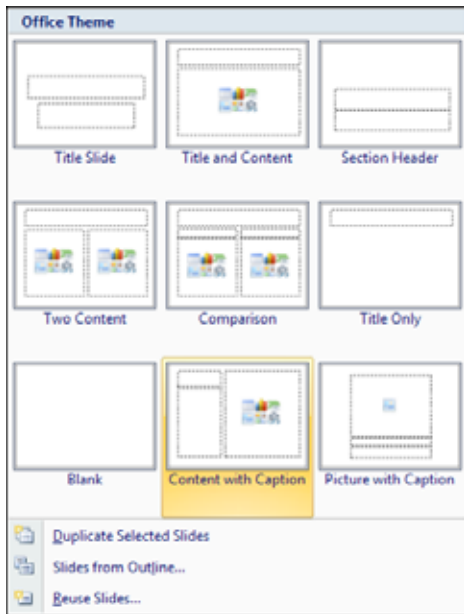 Office Theme
Title Slide
Title and Content
Section Header
Two Content
Comparison
Title Only
Blank
Content with Caption
Picture with Caption
Duplicate Selected Slides
Slides from Outline...
Reuse Slides...